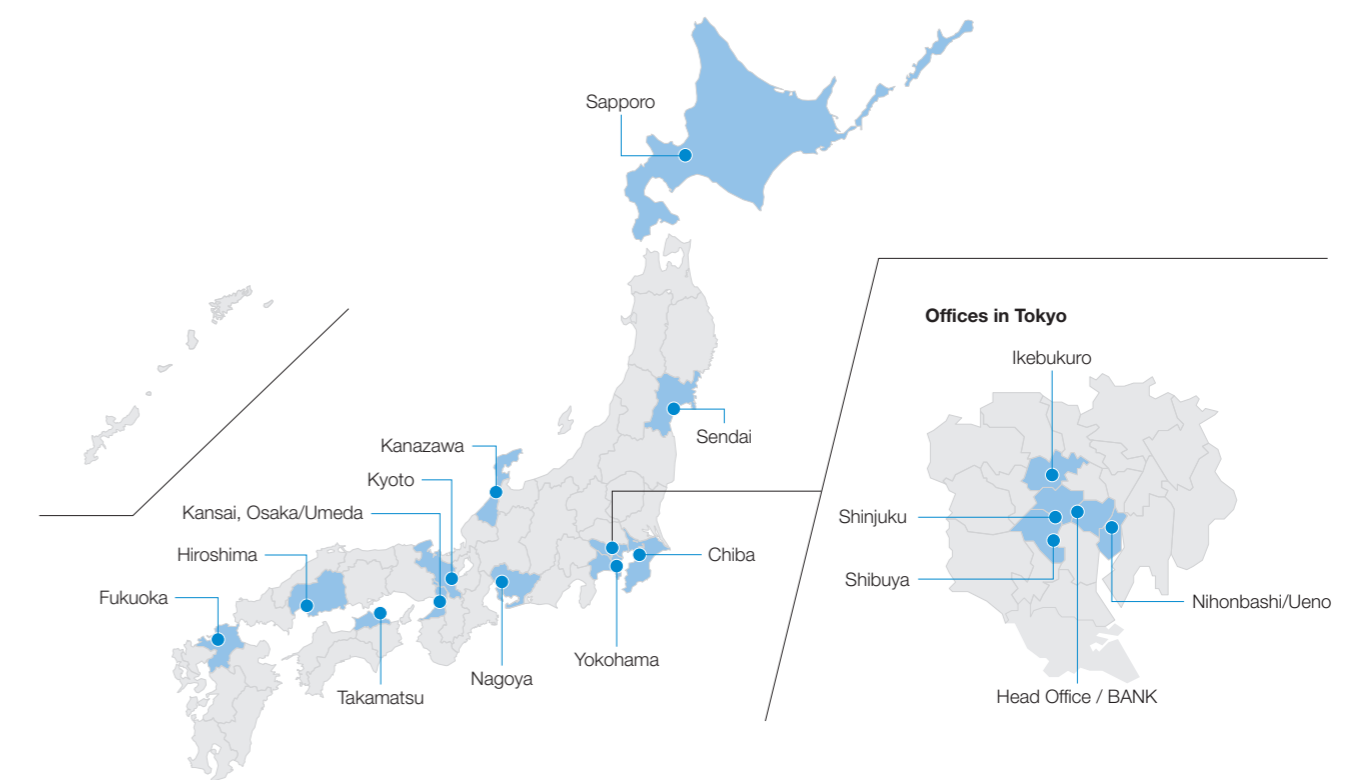 Sapporo
Offices in Tokyo
Ikebukuro
Sendai
Kanazawa
Kyoto
Kansai, Osaka/Umeda
Shinjuku
Hiroshima
Chiba
Shibuya
Fukuoka
Nihonbashi/Ueno
Yokohama
Nagoya
Takamatsu
Head Office / BANK